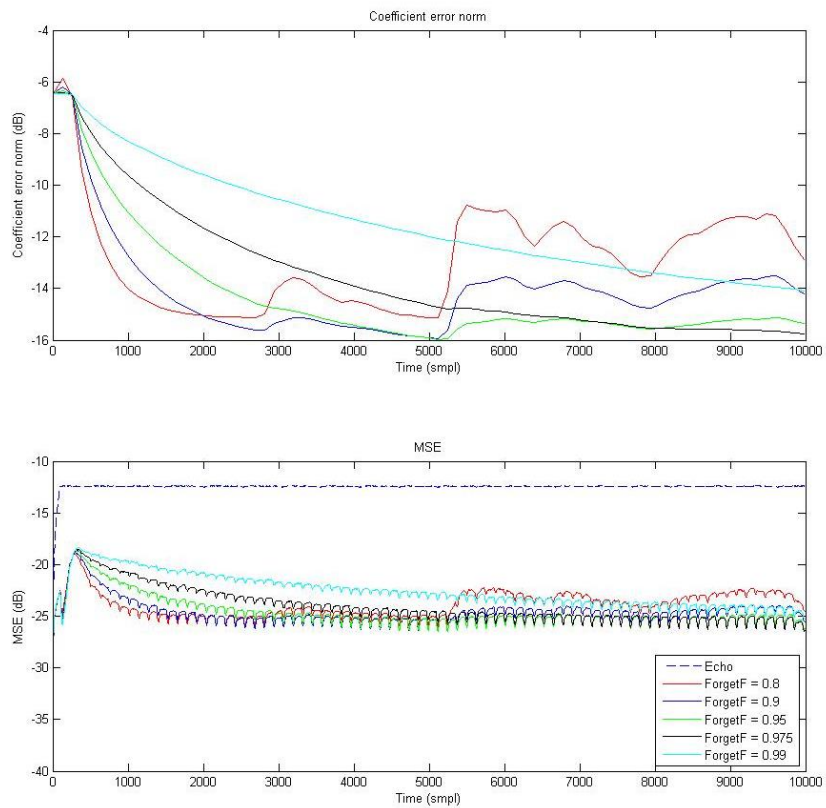 Coefficient error norm
-4
-6
-8
-10
-12
-14
-16
Coefficient error norm (dB)
0 1000 2000 3000 4000 5000 6000 7000 8000 9000 10000
Time (smpl)
MSE
-10
-15
-20
-25
-30
-35
-40
MSE (dB)
Echo
ForgetF = 0.8
ForgetF = 0.9
ForgetF = 0.95
ForgetF = 0.975
ForgetF = 0.99
0 1000 2000 3000 4000 5000 6000 7000 8000 9000 10000
Time (smpl)